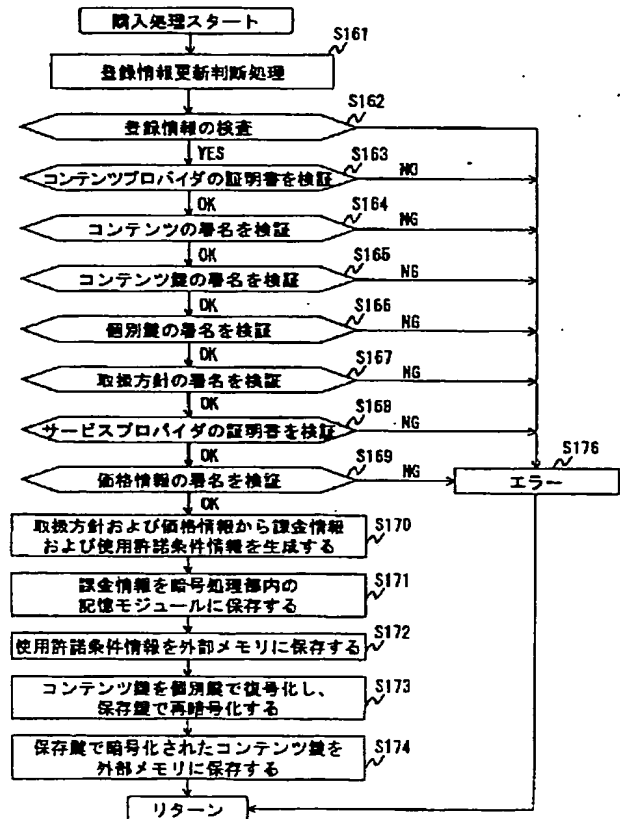 購入処理スタート
S161
登録情報更新判断処理
S162
登録情報の検査
YES
S163
コンテンツプロバイダの証明書を検証
NG
OK
S164
コンテンツの署名を検証
NG
OK
S165
コンテンツ鍵の署名を検証
NG
OK
S166
個別鍵の署名を検証
NG
OK
S167
取扱方針の署名を検証
NG
OK
S168
サービスプロバイダの証明書を検証
NG
OK
S169
価格情報の署名を検証
NG
S176
エラー
OK
S170
取扱方針および価格情報から課金情報
および使用許諾条件情報を生成する
S171
課金情報を暗号処理部内の
記憶モジュールに保存する
S172
使用許諾条件情報を外部メモリに保存する
S173
コンテンツ鍵を個別鍵で復号化し、
保存鍵で再暗号化する
S174
保存鍵で暗号化されたコンテンツ鍵を
外部メモリに保存する
リターン